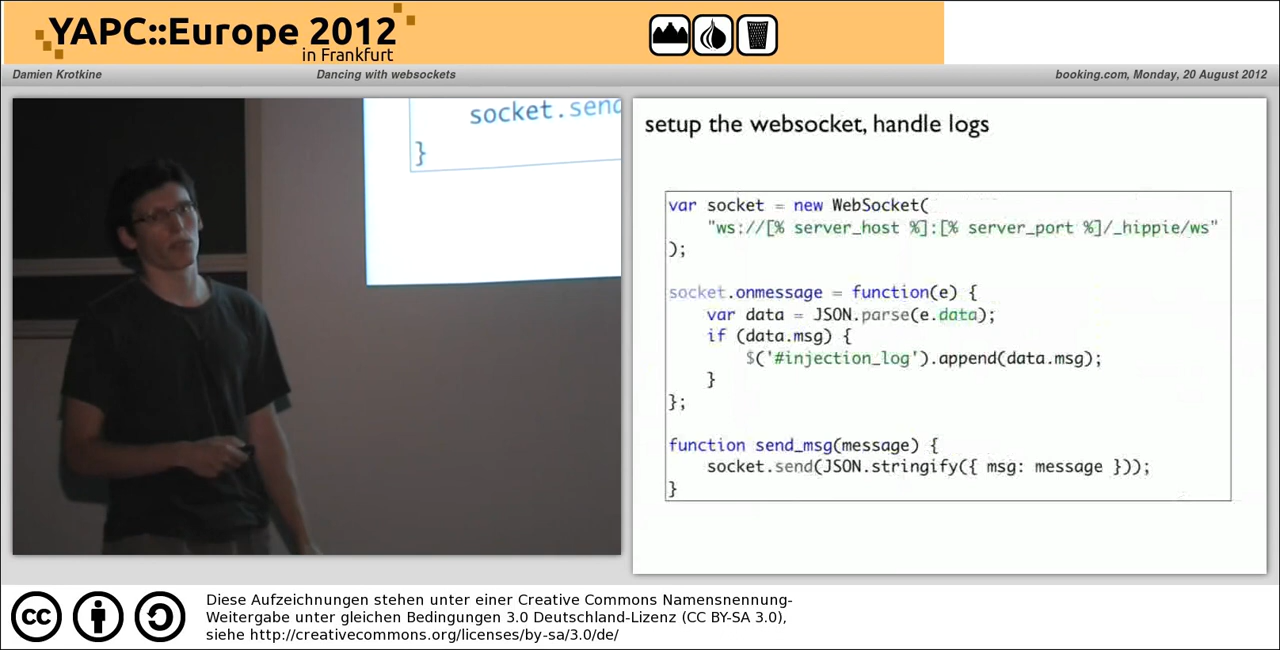 YAPC::Europe 2012
in Frankfurt
Damien Krotkine
Dancing with websockets
booking.com, Monday, 20 August 2012
socket.send
}
setup the websocket, handle logs
var socket = new WebSocket(
"ws://[% server_host %]:[% server_port %]/_hippie/ws"
);
socket.onmessage = function(e) {
var data = JSON.parse(e.data);
if (data.msg) {
$('#injection_log').append(data.msg);
}
};
function send_msg(message) {
socket.send(JSON.stringify({ msg: message }));
}
cc
Diese Aufzeichnungen stehen unter einer Creative Commons Namensnennung-
Weitergabe unter gleichen Bedingungen 3.0 Deutschland-Lizenz (CC BY-SA 3.0),
siehe http://creativecommons.org/licenses/by-sa/3.0/de/